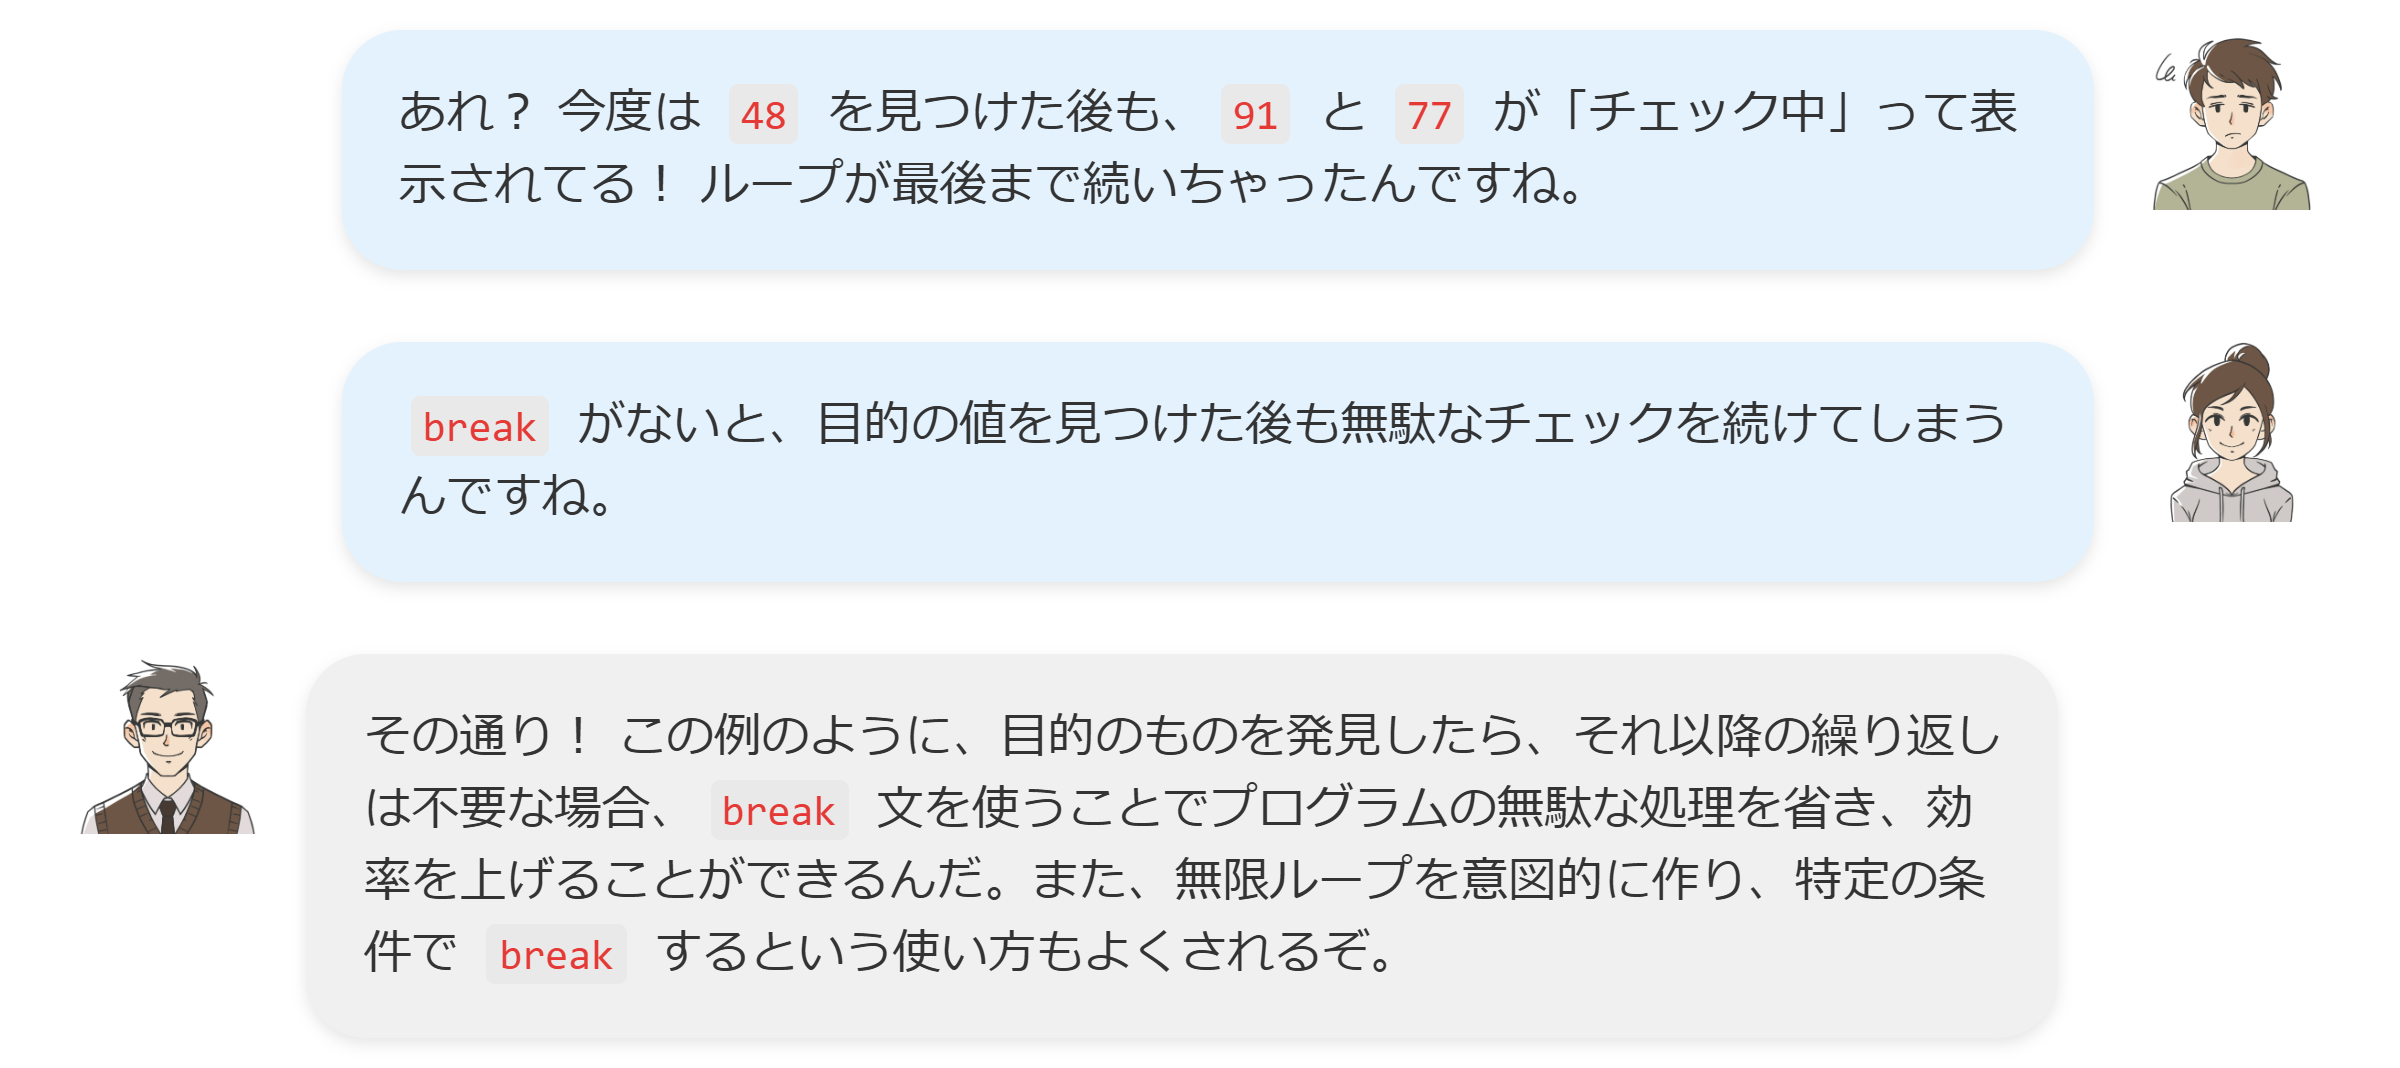 あれ？ 今度は 48 を見つけた後も、 91 と 77 が「チェック中」って表
示されてる！ ループが最後まで続いちゃったんですね。
break がないと、目的の値を見つけた後も無駄なチェックを続けてしまう
んですね。
その通り！ この例のように、目的のものを発見したら、それ以降の繰り返し
は不要な場合、 break 文を使うことでプログラムの無駄な処理を省き、効
率を上げることができるんだ。また、無限ループを意図的に作り、特定の条
件で break するという使い方もよくされるぞ。